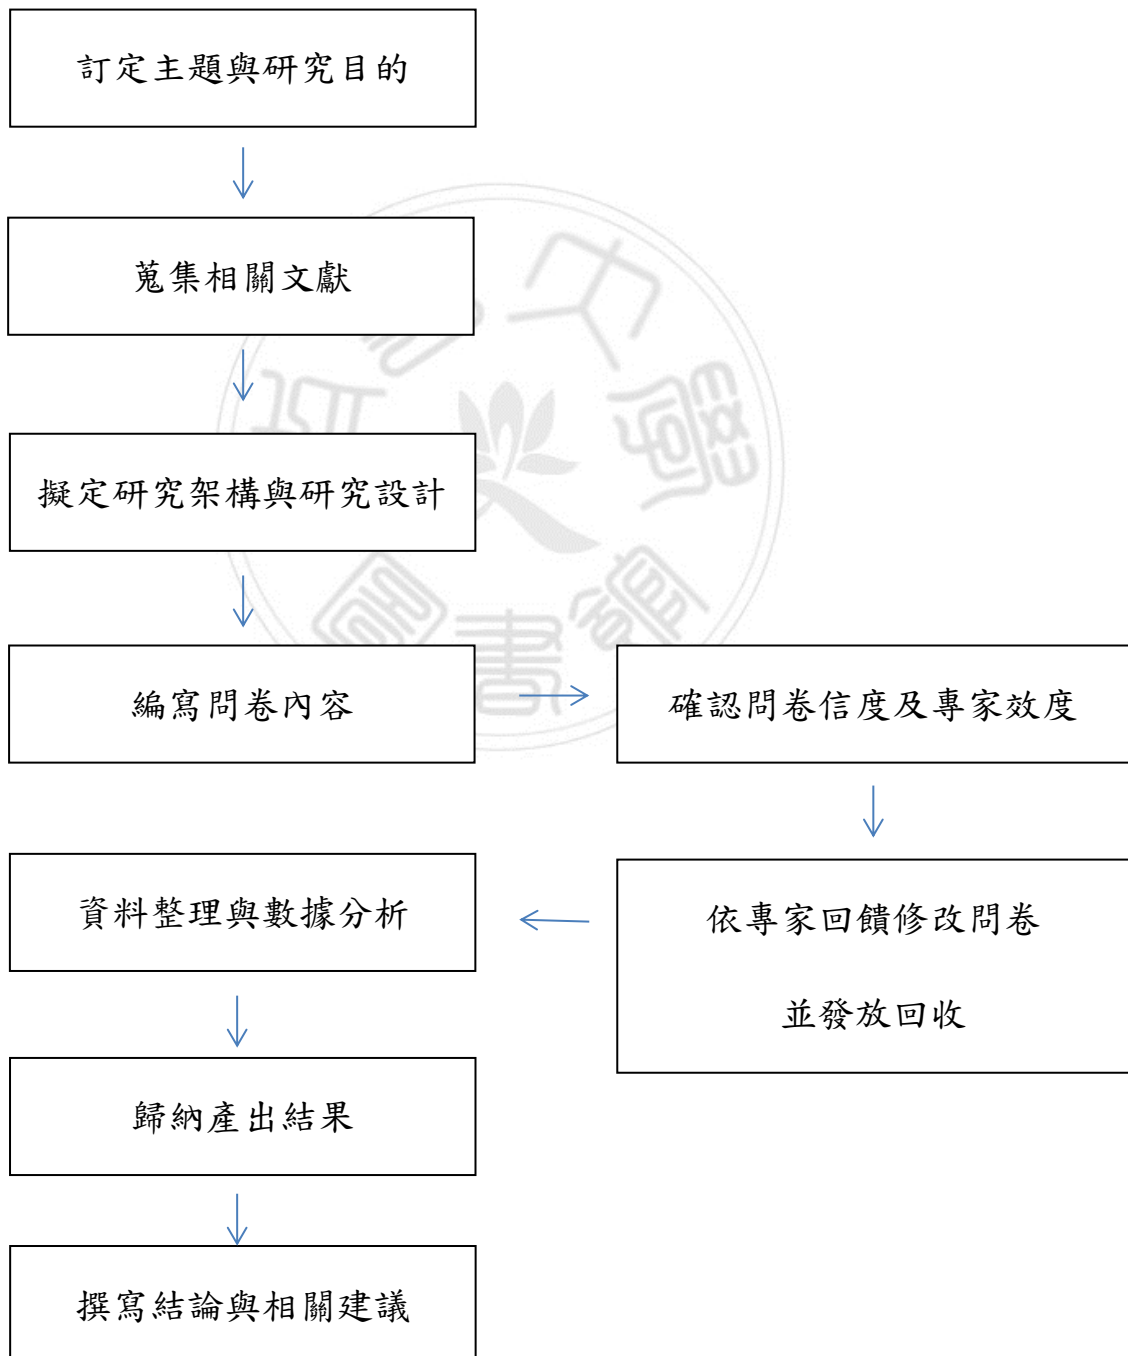 訂定主題與研究目的
蒐集相關文獻
擬定研究架構與研究設計
編寫問卷內容
確認問卷信度及專家效度
依專家回饋修改問卷
並發放回收
資料整理與數據分析
歸納產出結果
撰寫結論與相關建議